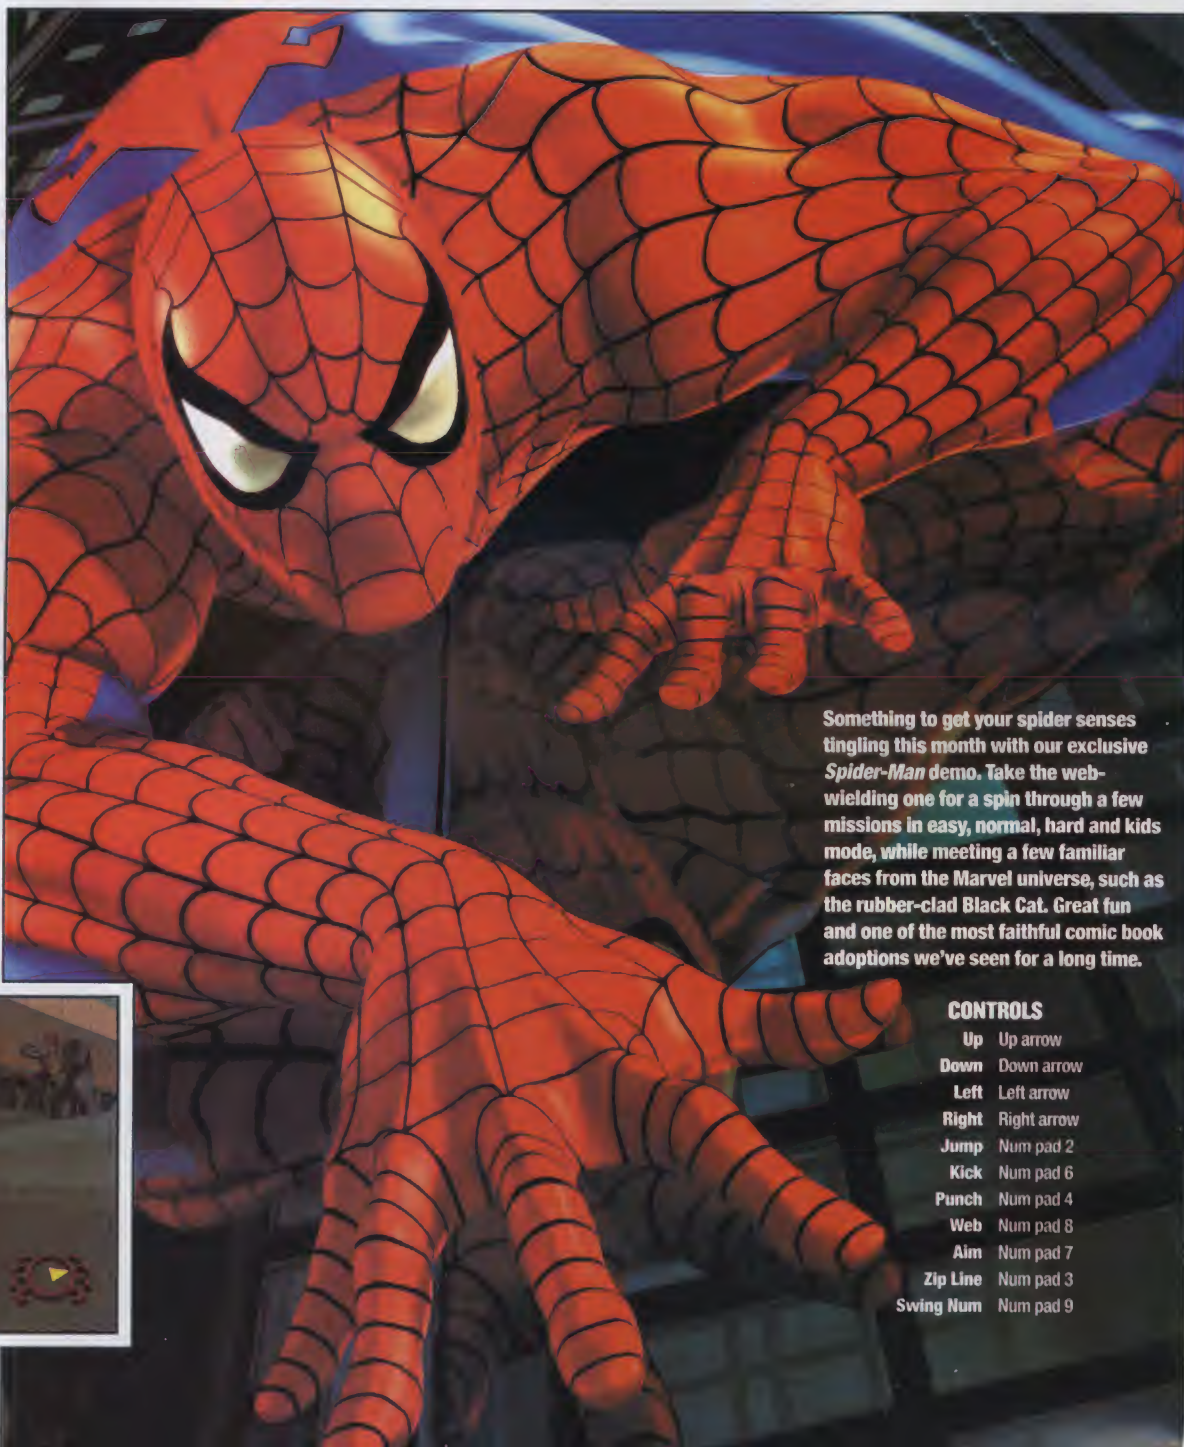 Something to get your spider senses
tingling this month with our exclusive
Spider-Man demo. Take the web-
wielding one for a spin through a few
missions in easy, normal, hard and kids
mode, while meeting a few familiar
faces from the Marvel universe, such as
the rubber-clad Black Cat. Great fun
and one of the most faithful comic book
adoptions we've seen for a long time.
CONTROLS
Up Up arrow
Down Down arrow
Left Left arrow
Right Right arrow
Jump Num pad 2
Kick Num pad 6
Punch Num pad 4
Web Num pad 8
Aim Num pad 7
Zip Line Num pad 3
Swing Num Num pad 9